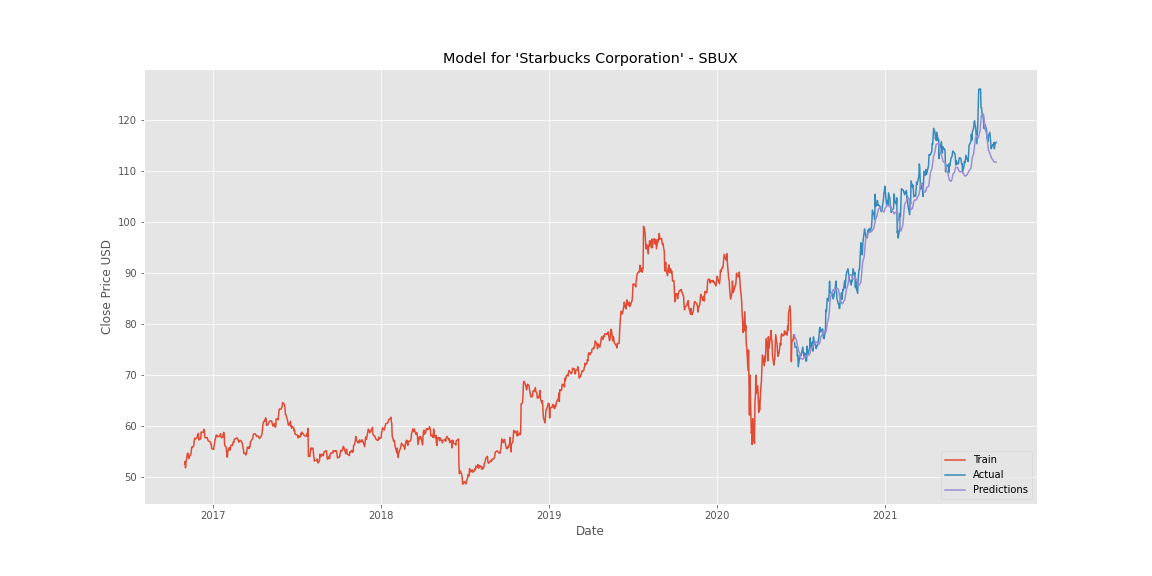 Model for 'Starbucks Corporation' - SBUX
Close Price USD
120
110
100
90
80
70
60
50
2017
2018
2019
2020
2021
Date
Train
Actual
Predictions